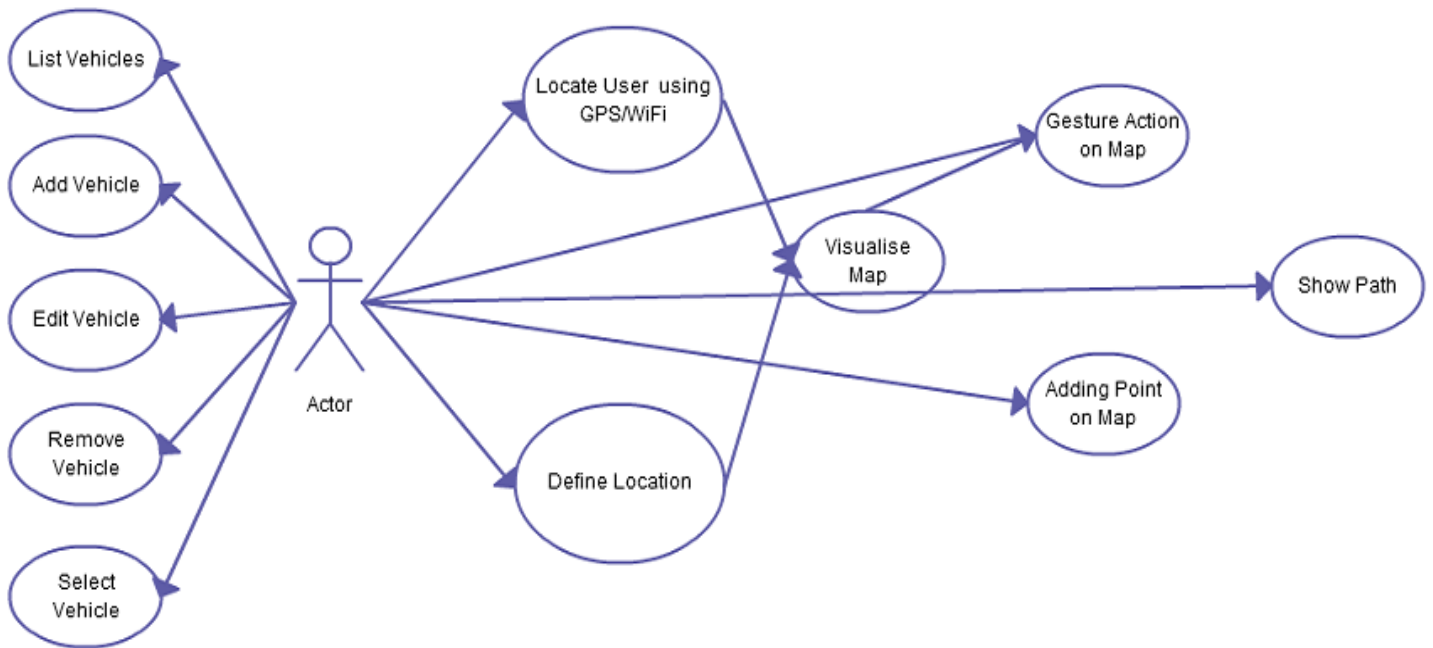 List Vehicles
Add Vehicle
Edit Vehicle
Remove
Vehicle
Select
Vehicle
Actor
Locate User using
GPS/WiFi
Define Location
Visualise
Map
Gesture Action
on Map
Show Path
Adding Point
on Map